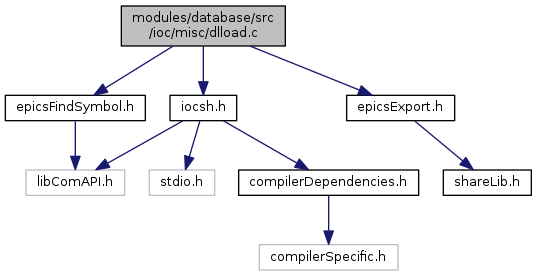 modules/database/src
/ioc/misc/dlload.c
epicsFindSymbol.h
iocsh.h
epicsExport.h
libComAPI.h
stdio.h
compilerDependencies.h
shareLib.h
compilerSpecific.h